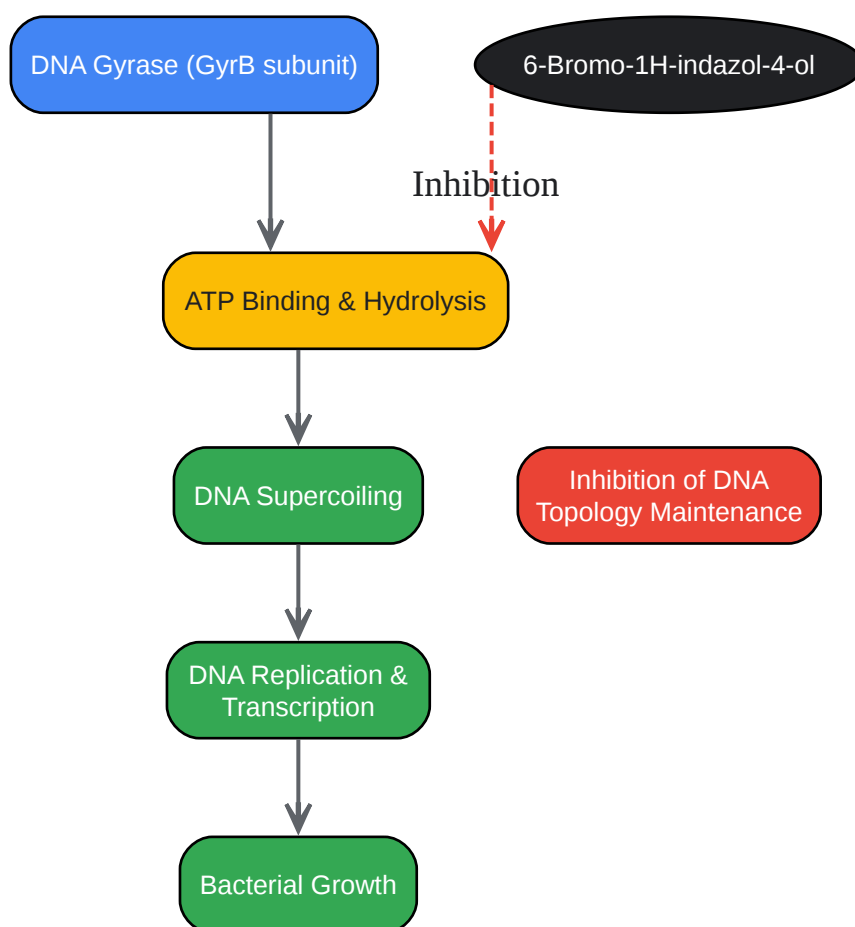 DNA Gyrase (GyrB subunit)
6-Bromo-1H-indazol-4-ol
Inhibition
ATP Binding & Hydrolysis
DNA Supercoiling
Inhibition of DNA
Topology Maintenance
DNA Replication &
Transcription
Bacterial Growth